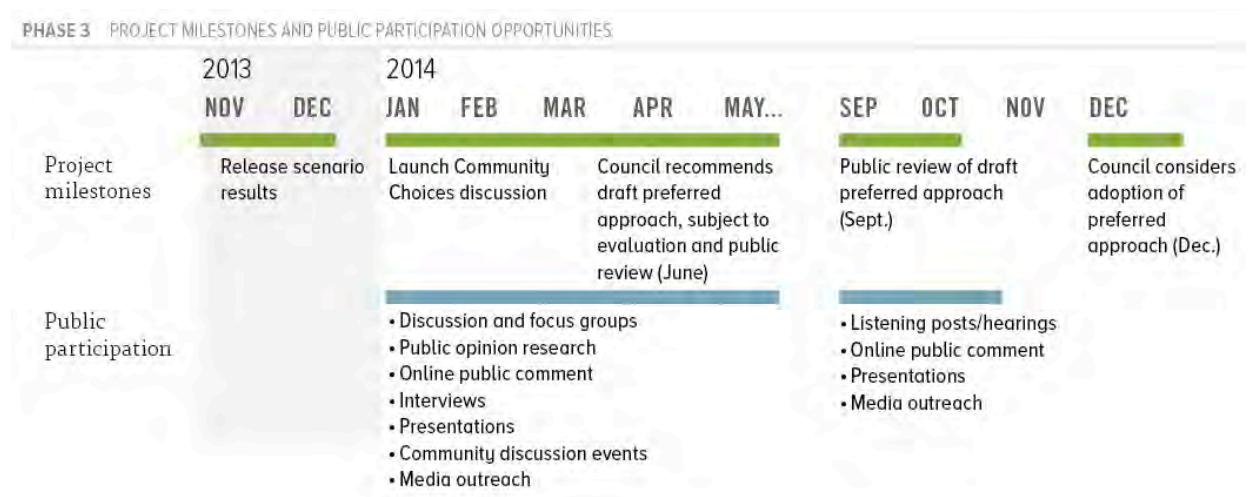 PHASE 3 PROJECT MILESTONES AND PUBLIC PARTICIPATION OPPORTUNITIES
2013 2014
NOV DEC JAN FEB MAR APR MAY... SEP OCT NOV DEC
Project
milestones
Release scenario
results
Launch Community
Choices discussion
Council recommends
draft preferred
approach, subject to
evaluation and public
review (June)
Public review of draft
preferred approach
(Sept.)
Council considers
adoption of
preferred
approach (Dec.)
Public
participation
• Discussion and focus groups
• Public opinion research
• Online public comment
• Interviews
• Presentations
• Community discussion events
• Media outreach
• Listening posts/hearings
• Online public comment
• Presentations
• Media outreach